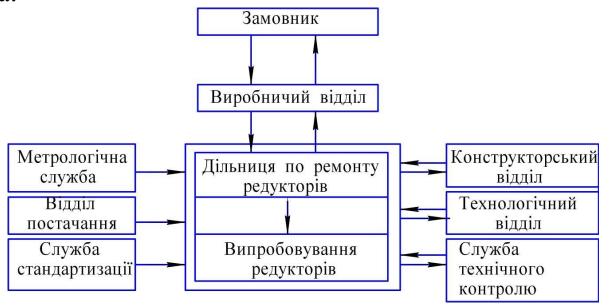 Замовник
Виробничий відділ
Метрологічна
служба
Відділ
постачання
Служба
стандартизації
Дільниця по ремонту
редукторів
Випробовування
редукторів
Конструкторський
відділ
Технологічний
відділ
Служба
технічного
контролю